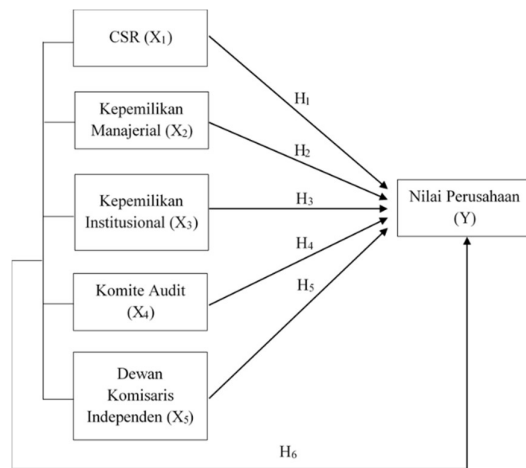 CSR (X₁)
H₁
Kepemilikan
Manajerial (X₂)
H₂
Kepemilikan
Institusional (X₃)
H₃
Nilai Perusahaan
(Y)
H₄
Komite Audit
(X₄)
H₅
Dewan
Komisaris
Independen (X₅)
H₆